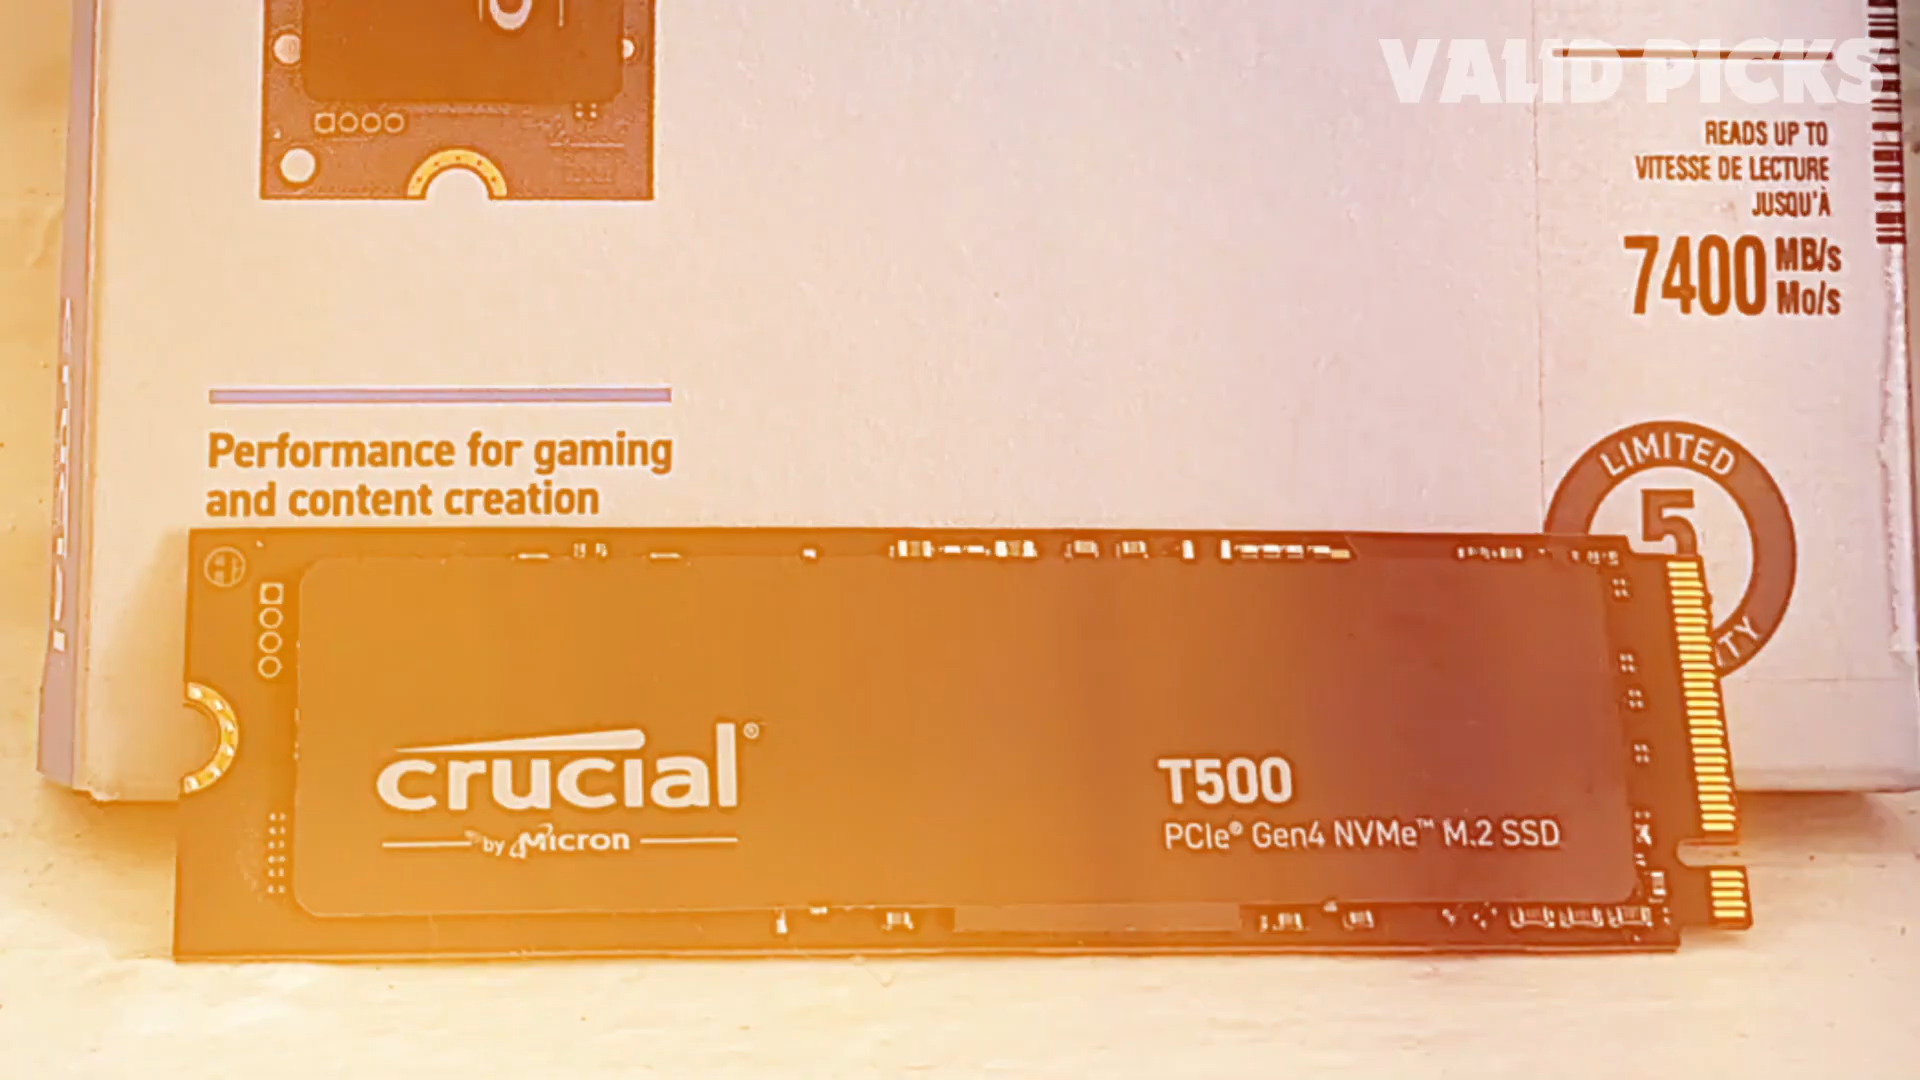 VALID PICKS
READS UP TO
VITESSE DE LECTURE
JUSQU'À
7400 MB/s
Mo/s
Performance for gaming
and content creation
LIMITED
5
crucial®
by Micron
T500
PCIe® Gen4 NVMe™ M.2 SSD